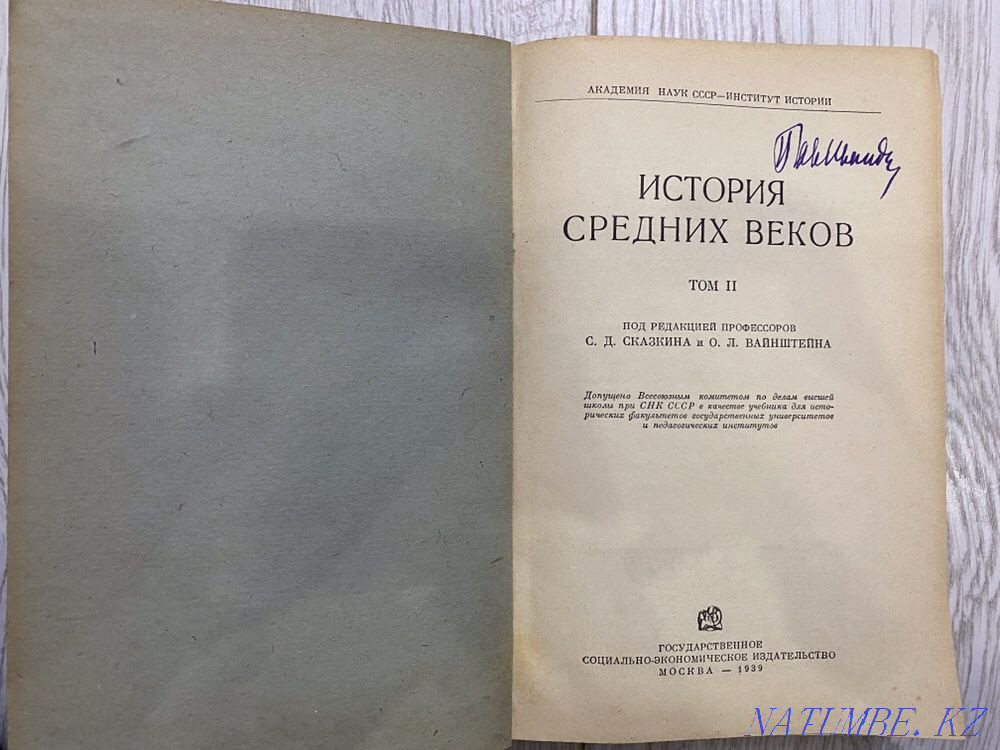 АКАДЕМИЯ НАУК СССР—ИНСТИТУТ ИСТОРИИ
ИСТОРИЯ
СРЕДНИХ ВЕКОВ
ТОМ II
ПОД РЕДАКЦИЕЙ ПРОФЕССОРОВ
С. Д. СКАЗКИНА и О. Л. ВАЙНШТЕЙНА
Допущено Всесоюзным комитетом по делам высшей
школы при СНК СССР в качестве учебника для исто-
рических факультетов государственных университетов
и педагогических институтов
ГОСУДАРСТВЕННОЕ
СОЦИАЛЬНО-ЭКОНОМИЧЕСКОЕ ИЗДАТЕЛЬСТВО
МОСКВА — 1939
NATUMBE.KZ